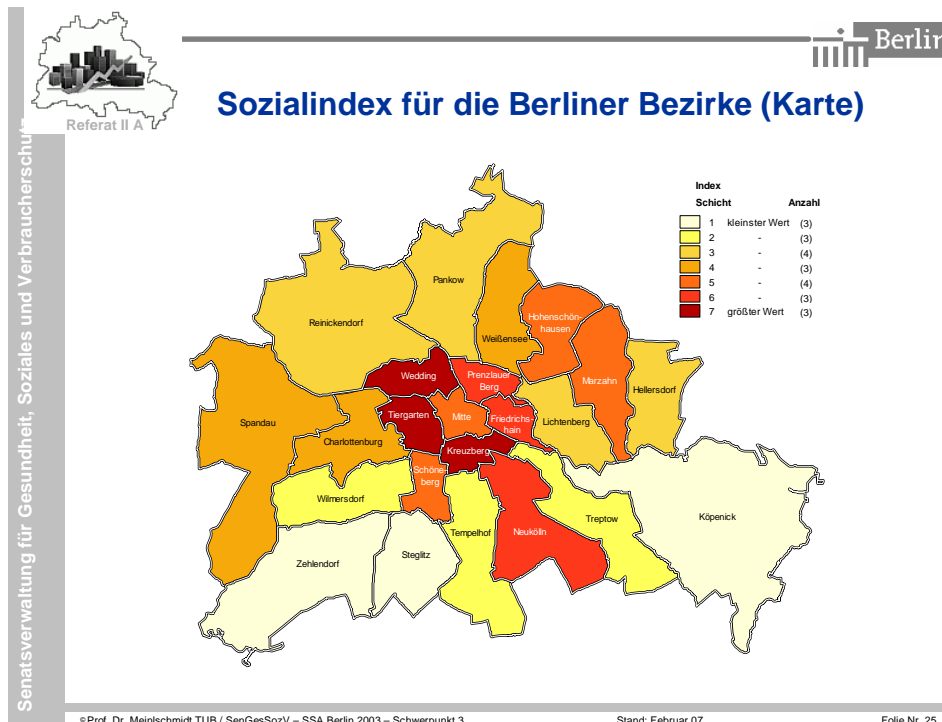 Berlin
Referat II A
Senatsverwaltung für Gesundheit, Soziales und Verbraucherschutz
Sozialindex für die Berliner Bezirke (Karte)
Index
Schicht Anzahl
1 kleinster Wert (3)
2 - (3)
3 - (4)
4 - (3)
5 - (4)
6 - (3)
7 größter Wert (3)
Pankow
Reinickendorf
Weißensee
Hohenschön-
hausen
Wedding
Prenzlauer
Berg
Marzahn
Hellersdorf
Spandau
Tiergarten
Mitte
Friedrichs-
hain
Lichtenberg
Charlottenburg
Kreuzberg
Schöne-
berg
Wilmersdorf
Tempelhof
Neukölln
Treptow
Köpenick
Zehlendorf
Steglitz
©Prof. Dr. Meinlschmidt TUB / SenGesSozV – SSA Berlin 2003 – Schwerpunkt 3 Stand: Februar 07 Folie Nr. 25